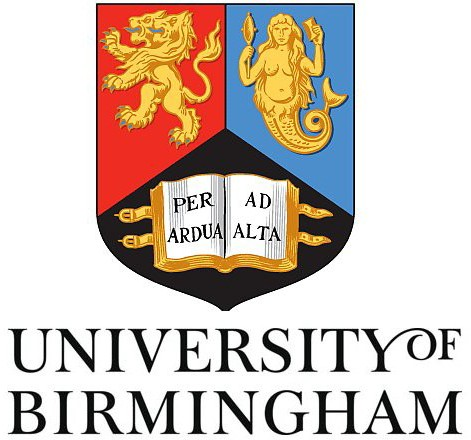 PER AD
ARDUA ALTA
UNIVERSITY OF
BIRMINGHAM